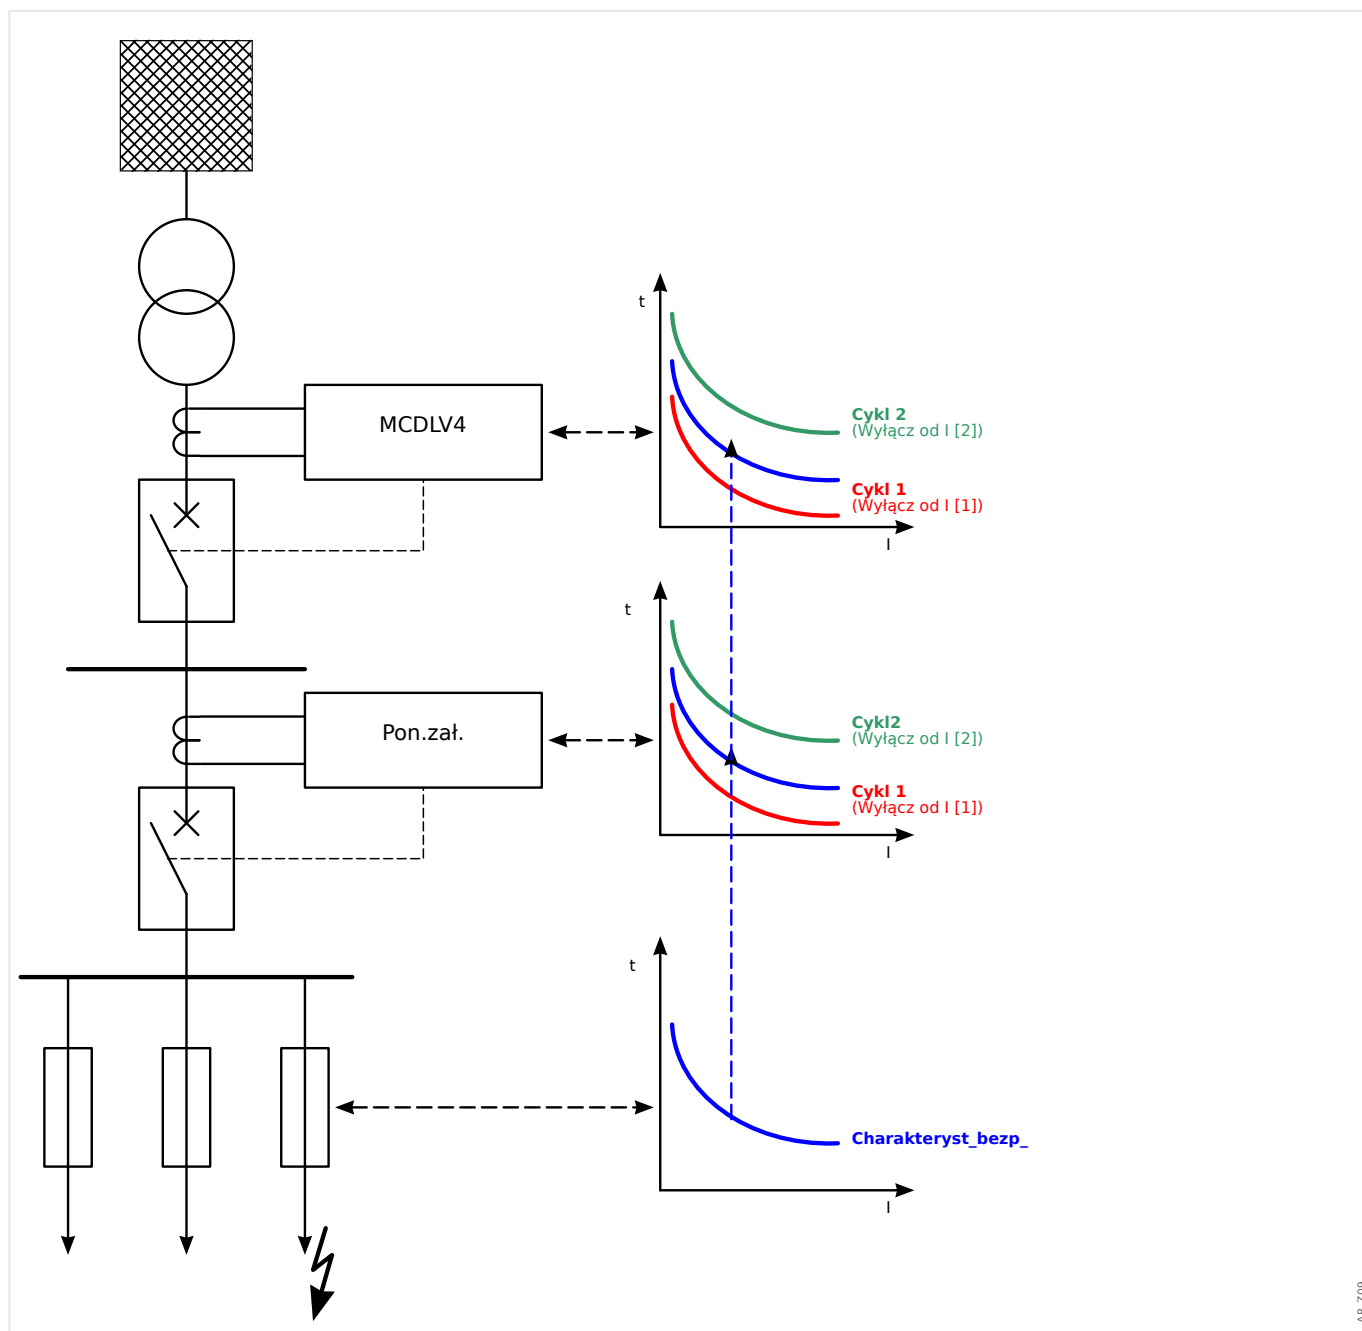 t
MCDLV4
Cykl 2
(Wyłącz od I [2])
Cykl 1
(Wyłącz od I [1])
I
t
Pon.zał.
Cykl2
(Wyłącz od I [2])
Cykl 1
(Wyłącz od I [1])
I
t
Charakteryst_bezp_
I
AR_Z09